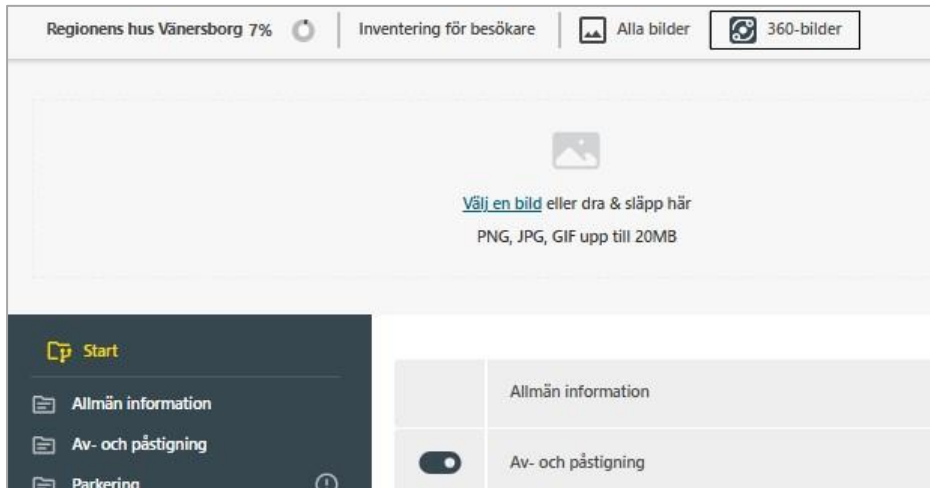 Regionens hus Vänersborg 7% Inventering för besökare Alla bilder 360-bilder
Välj en bild eller dra & släpp här
PNG, JPG, GIF upp till 20MB
Start
Allmän information
Av- och påstigning
Parkering
Allmän information
Av- och påstigning